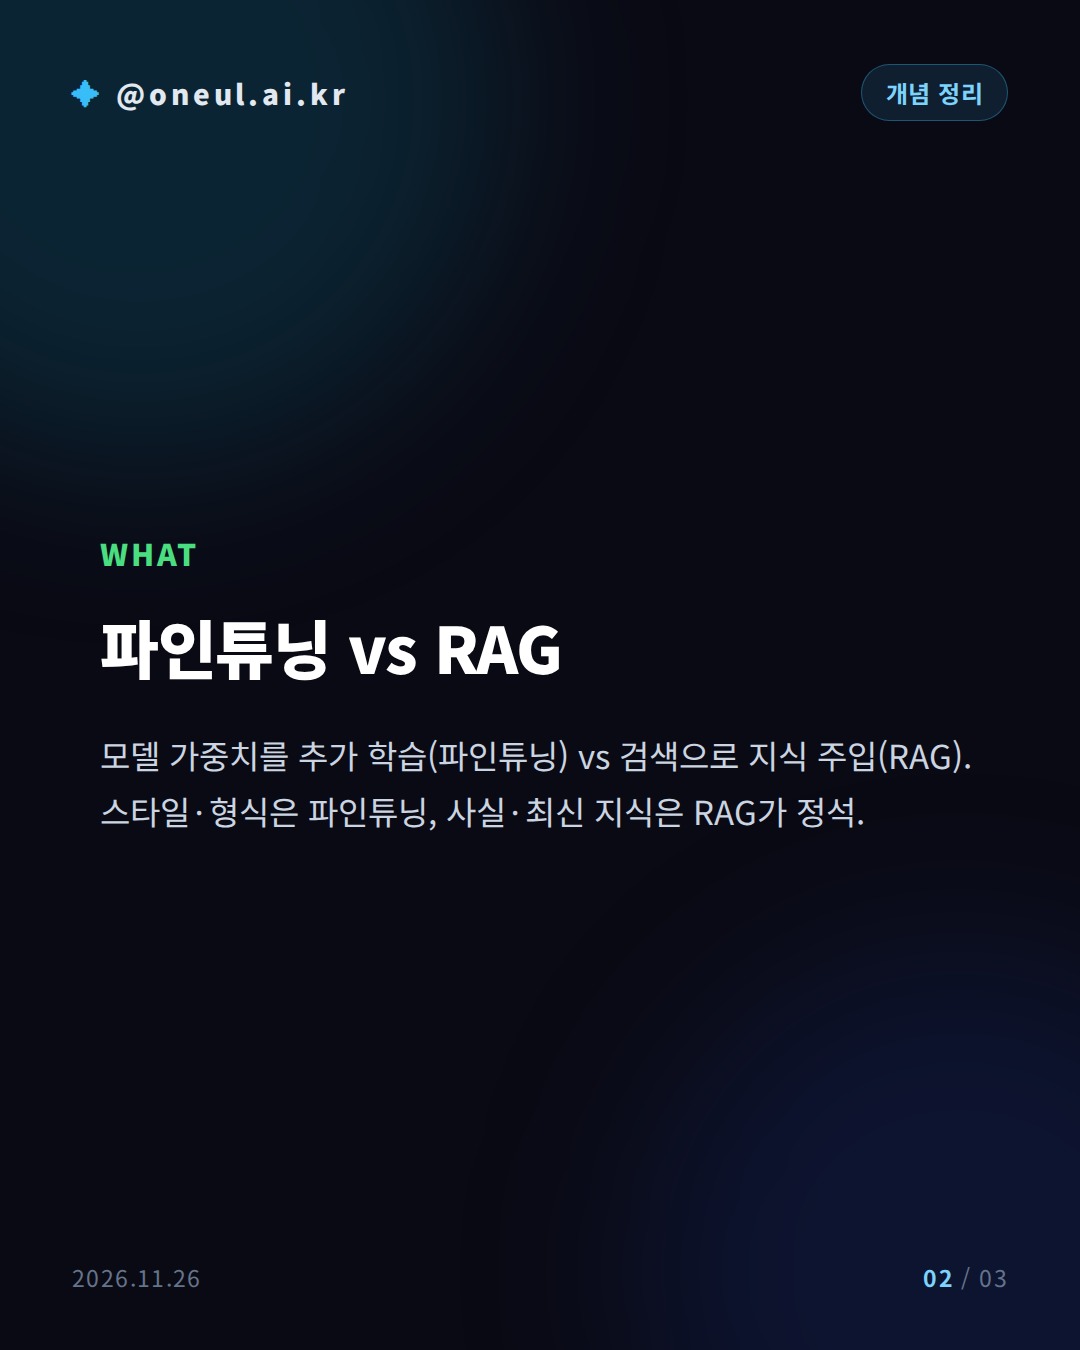 @oneul.ai.kr
개념 정리
WHAT
파인튜닝 vs RAG
모델 가중치를 추가 학습(파인튜닝) vs 검색으로 지식 주입(RAG).
스타일·형식은 파인튜닝, 사실·최신 지식은 RAG가 정석.
2026.11.26
02 / 03